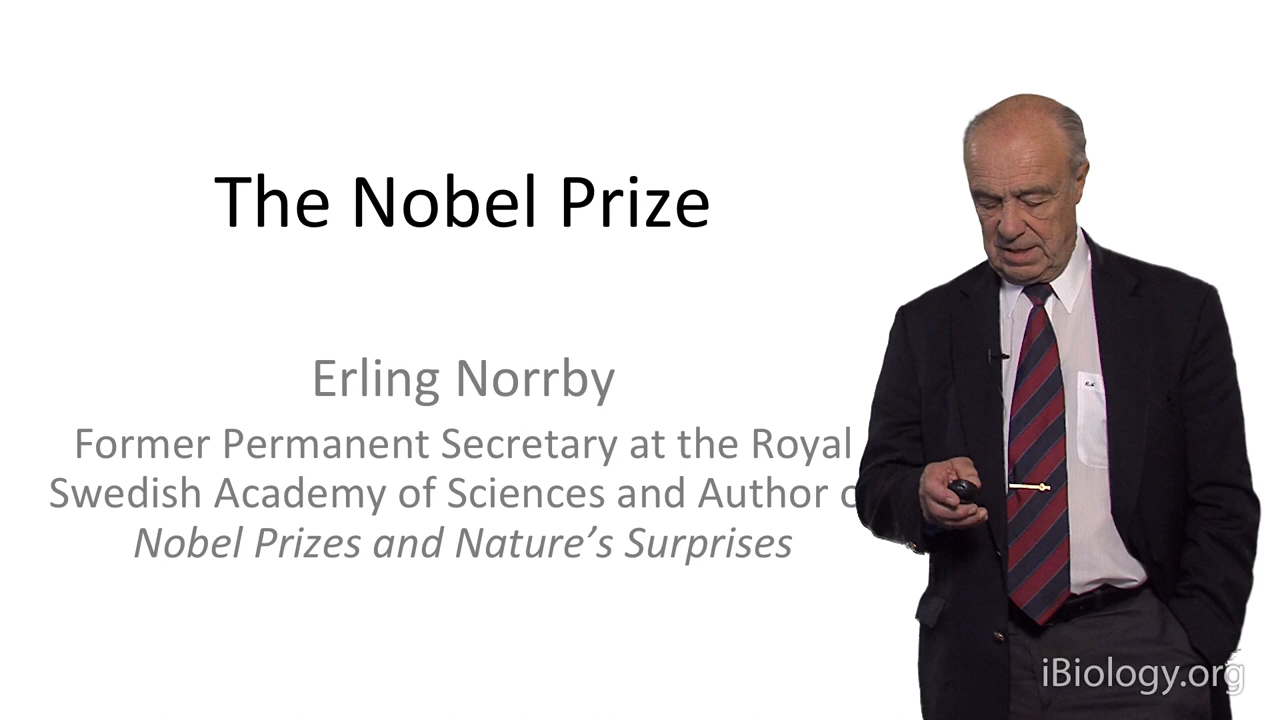 The Nobel Prize
Erling Norrby
Former Permanent Secretary at the Royal
Swedish Academy of Sciences and Author
Nobel Prizes and Nature’s Surprises
iBiology.org